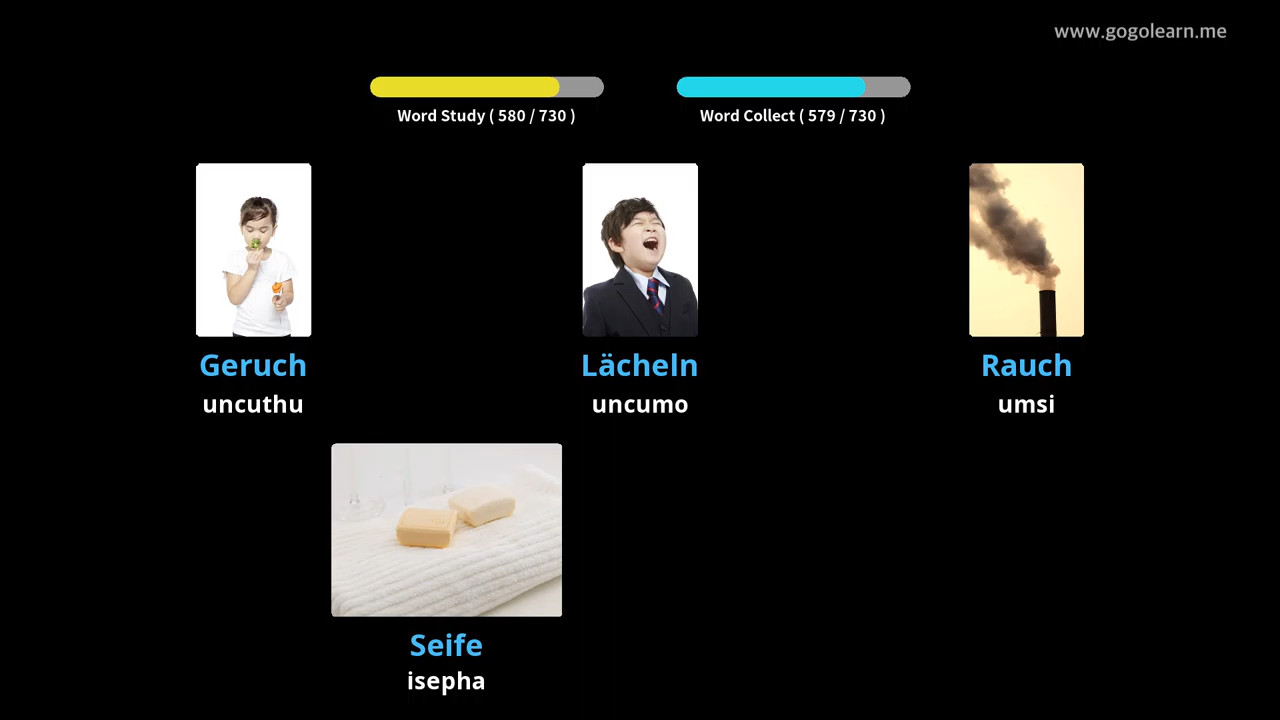 www.gogolearn.me
Word Study ( 580 / 730 )
Word Collect ( 579 / 730 )
Geruch
uncuthu
Lächeln
uncumo
Rauch
umsi
Seife
isepha